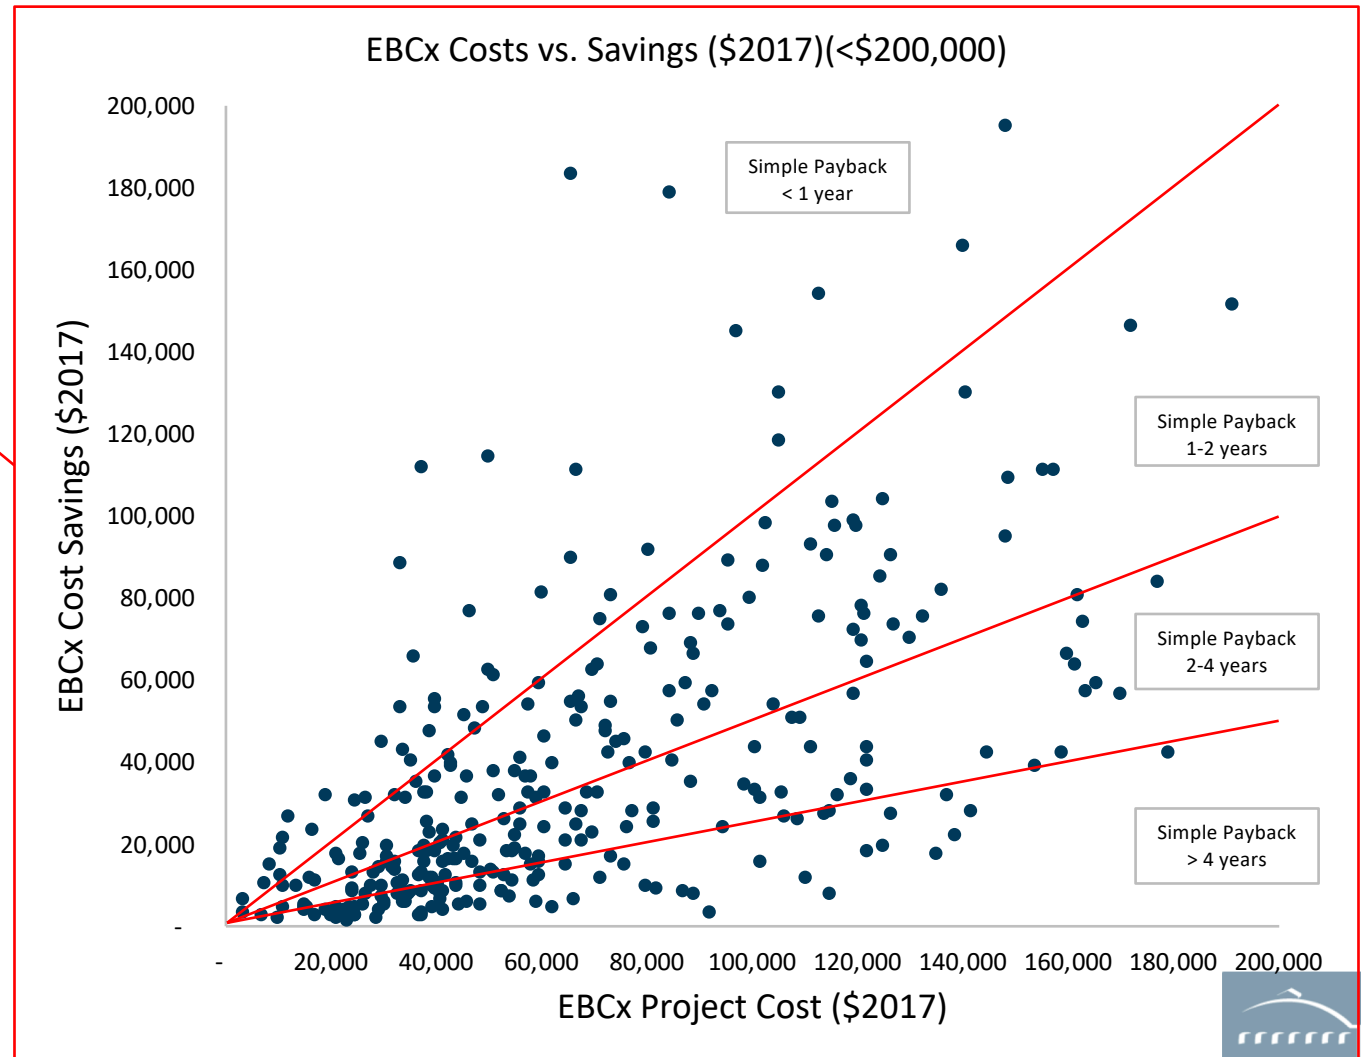 EBCx Costs vs. Savings ($2017)(<$200,000)
200,000
180,000
160,000
140,000
120,000
100,000
80,000
60,000
40,000
20,000
-
EBCx Cost Savings ($2017)
Simple Payback
< 1 year
Simple Payback
1-2 years
Simple Payback
2-4 years
Simple Payback
> 4 years
- 20,000 40,000 60,000 80,000 100,000 120,000 140,000 160,000 180,000 200,000
EBCx Project Cost ($2017)